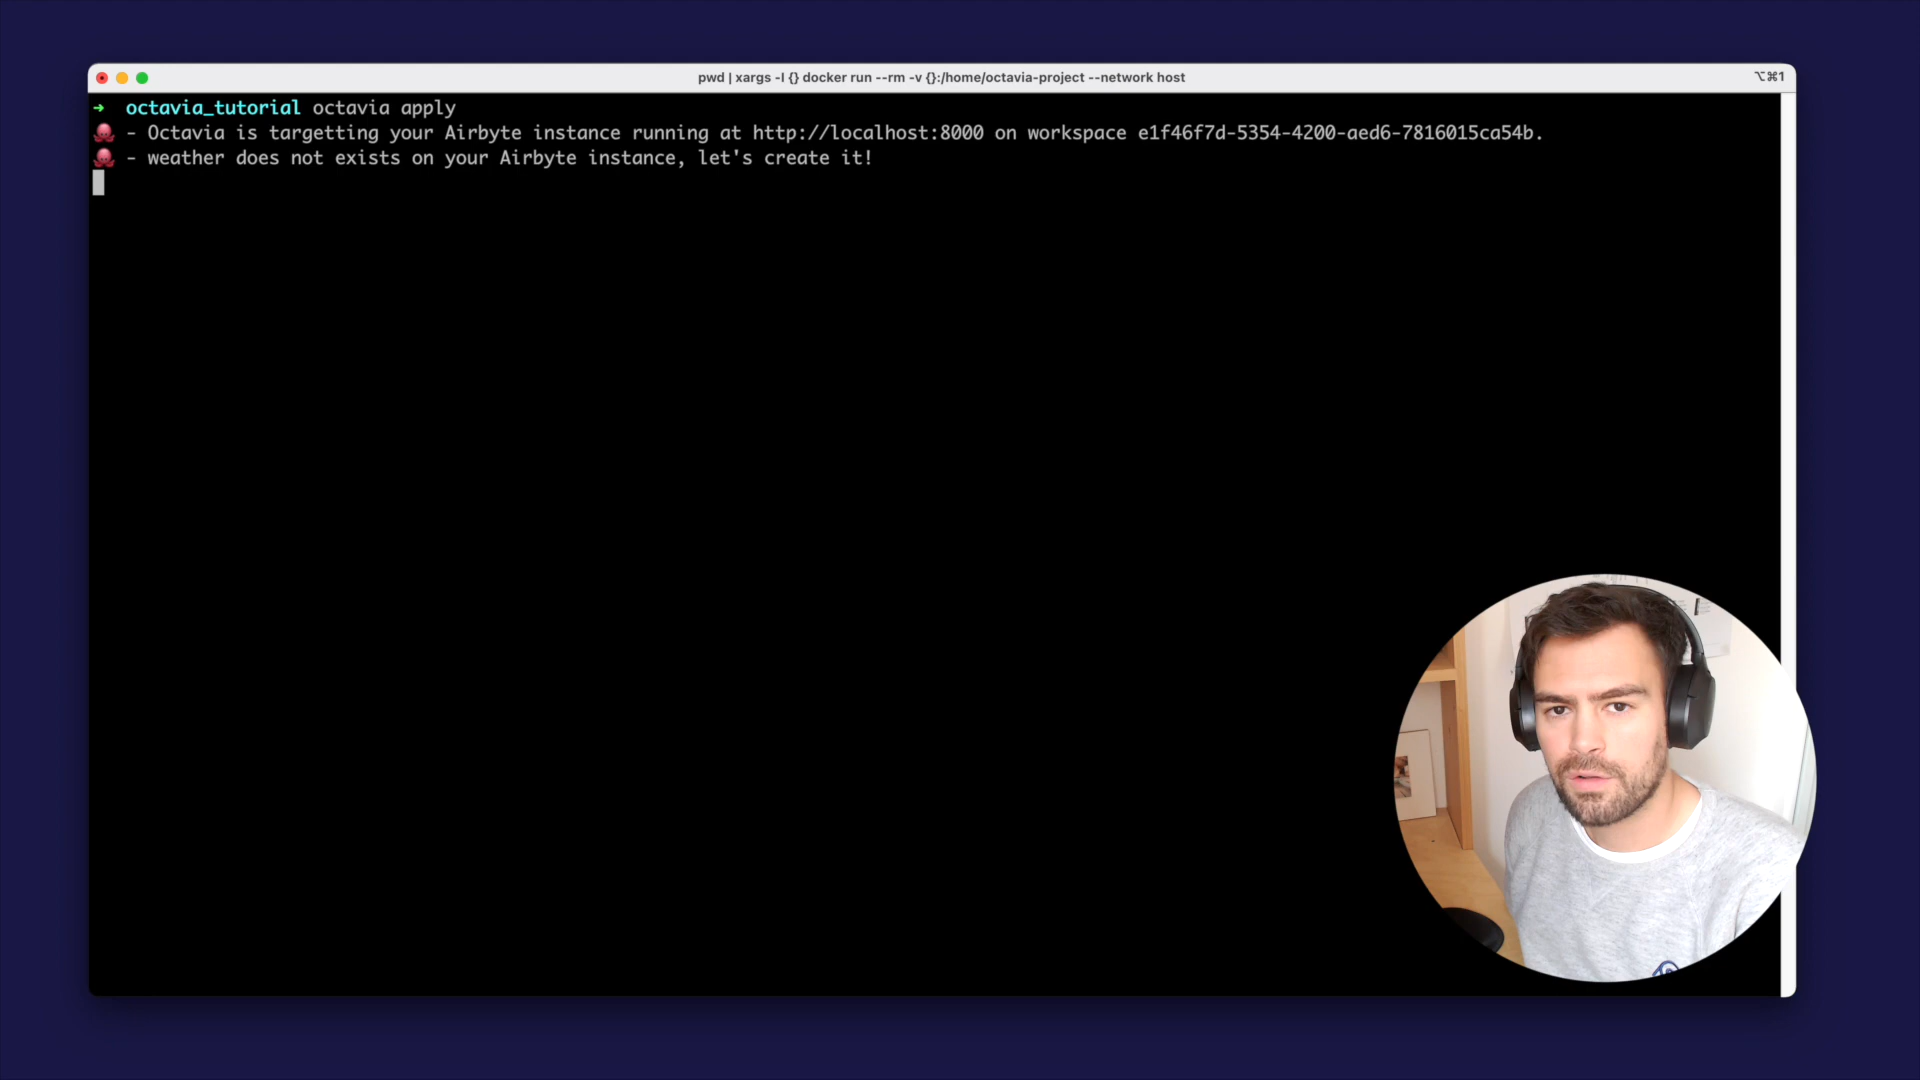 pwd | xargs -I {} docker run --rm -v {}:/home/octavia-project --network host
⌥⌘1
➜ octavia_tutorial octavia apply
🐙 - Octavia is targetting your Airbyte instance running at http://localhost:8000 on workspace e1f46f7d-5354-4200-aed6-7816015ca54b.
🐙 - weather does not exists on your Airbyte instance, let's create it!